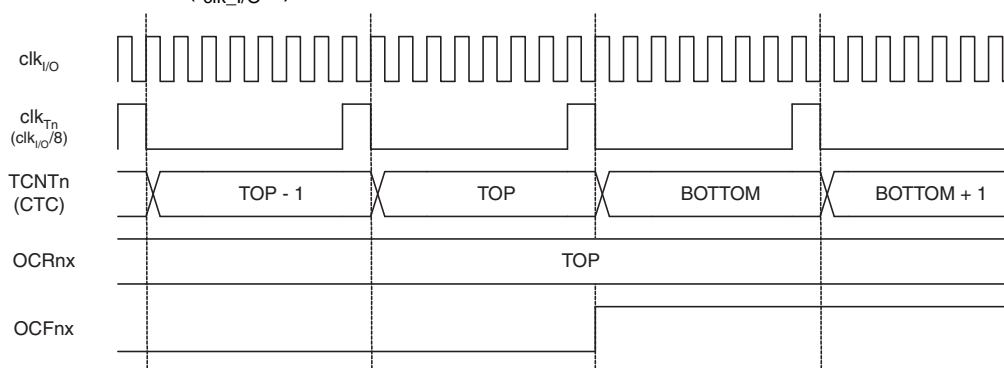 clkI/O
clkTn
(clkI/O/8)
TCNTn
(CTC)
TOP - 1
TOP
BOTTOM
BOTTOM + 1
OCRnx
TOP
OCFnx